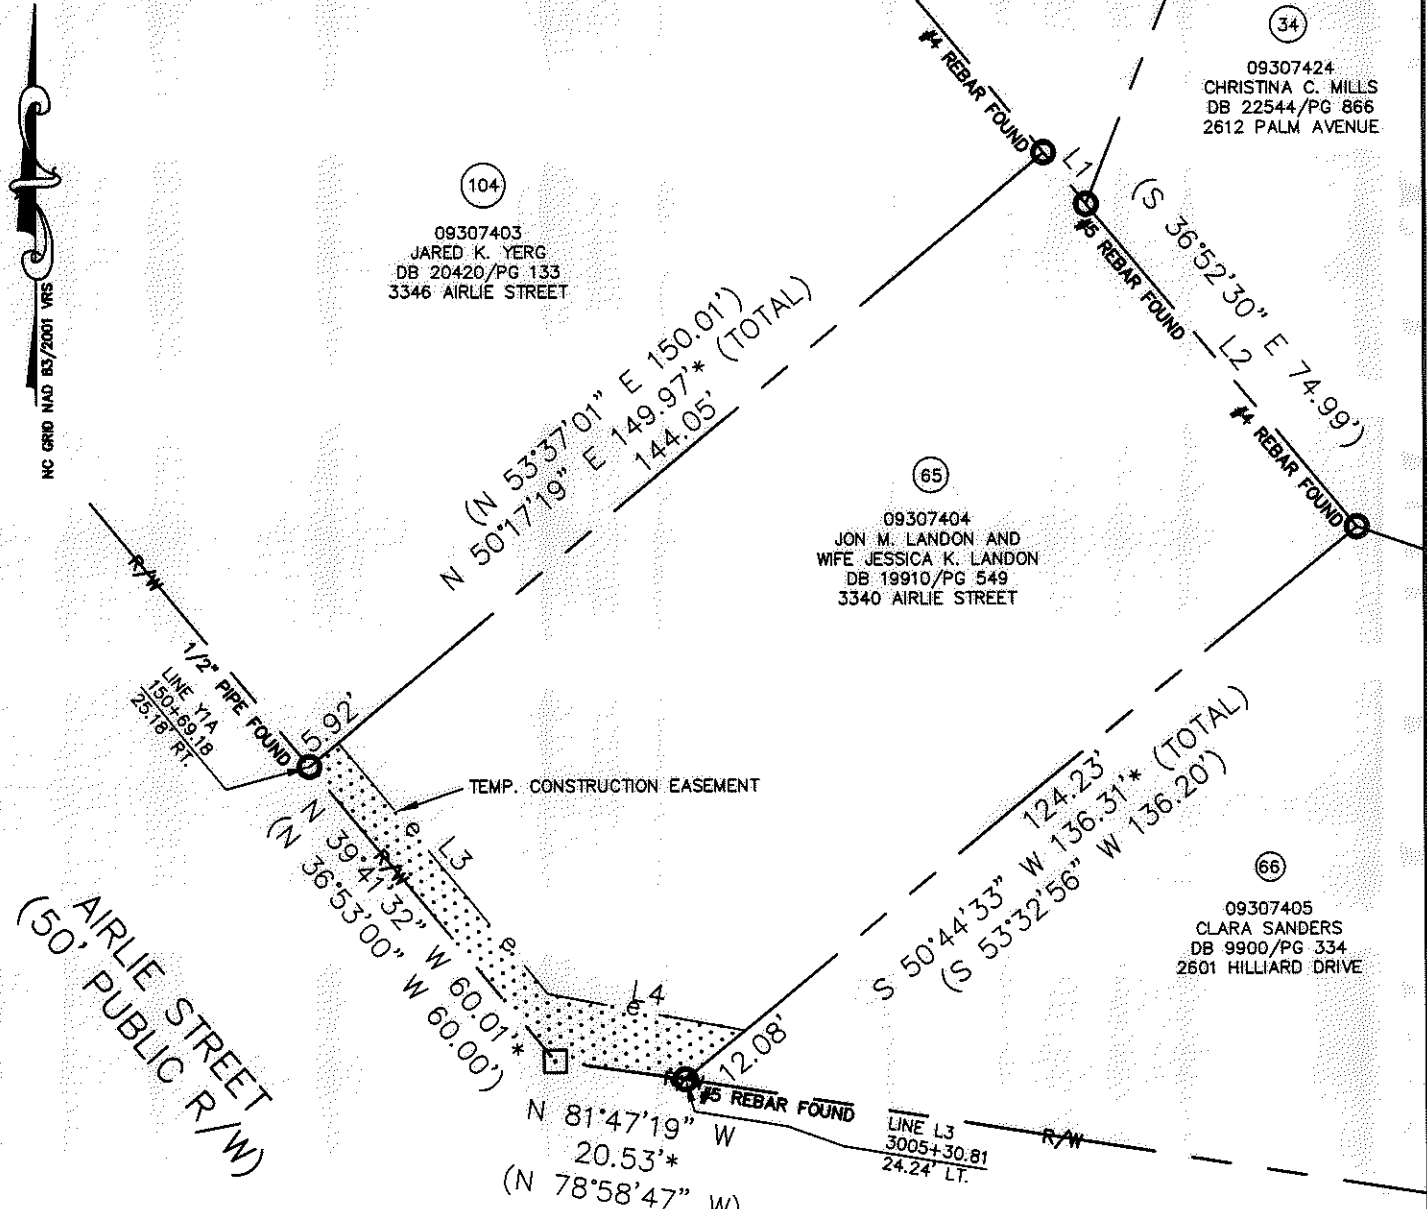 NC GRID NAD 83/2001 VRS
104
09307403
JARED K. YERG
DB 20420/PG 133
3346 AIRLIE STREET
#4 REBAR FOUND
L1
34
09307424
CHRISTINA C. MILLS
DB 22544/PG 866
2612 PALM AVENUE
(S 36°52'30" E 74.99')
#5 REBAR FOUND
L2
#4 REBAR FOUND
(N 53°37'01" E 150.01')
N 50°17'19" E 149.97'* (TOTAL)
144.05'
65
09307404
JON M. LANDON AND
WIFE JESSICA K. LANDON
DB 19910/PG 549
3340 AIRLIE STREET
R/W
1/2" PIPE FOUND
LINE Y1A
150+69.18
25.18' RT.
5.92'
TEMP. CONSTRUCTION EASEMENT
e
L3
e
R/W
N 39°41'32" W 60.01'*
(N 36°53'00" W 60.00')
L4
e
124.23'
S 50°44'33" W 136.31'* (TOTAL)
(S 53°32'56" W 136.20')
12.08'
66
09307405
CLARA SANDERS
DB 9900/PG 334
2601 HILLIARD DRIVE
AIRLIE STREET
(50' PUBLIC R/W)
#5 REBAR FOUND
LINE L3
3005+30.81
24.24' LT.
R/W
N 81°47'19" W
20.53'*
(N 78°58'47" W)